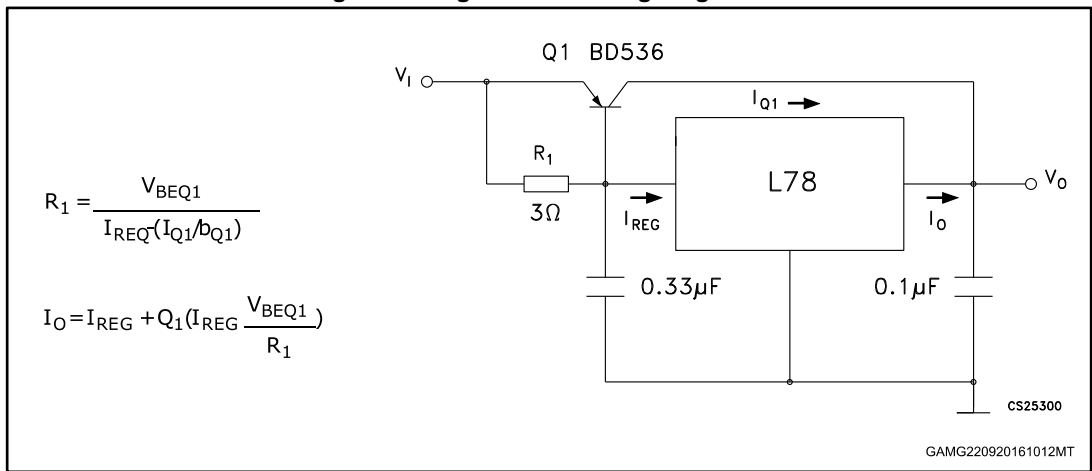 Q1 BD536
V_I
I_Q1
R_1
L78
V_O
3Ω
I_REG
I_O
R_1 = V_BEQ1 / I_REQ-(I_Q1/b_Q1)
0.33µF
0.1µF
I_O = I_REG + Q_1(I_REG V_BEQ1 / R_1)
CS25300
GAMG220920161012MT